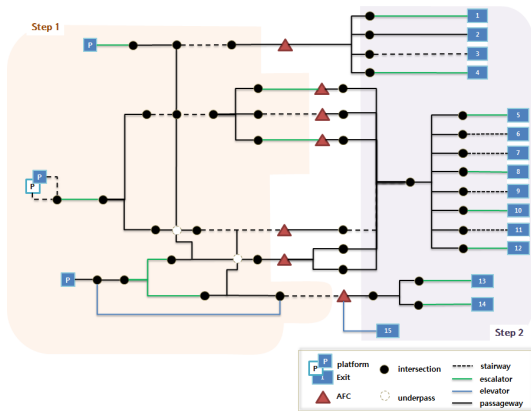 Step 1
P
1
2
3
4
5
6
7
8
9
10
11
12
P
P
P
13
14
15
Step 2
P
P
1
platform
Exit
AFC
intersection
underpass
stairway
escalator
elevator
passageway